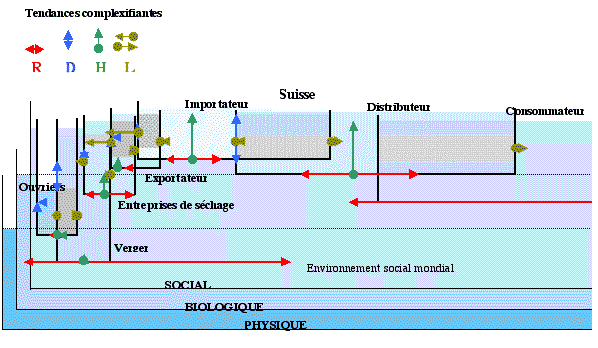 Tendances complexifiantes
R D H L
Suisse
Importateur
Distributeur
Consommateur
Exportateur
Ouvriers
Entreprises de séchage
Verger
Environnement social mondial
SOCIAL
BIOLOGIQUE
PHYSIQUE